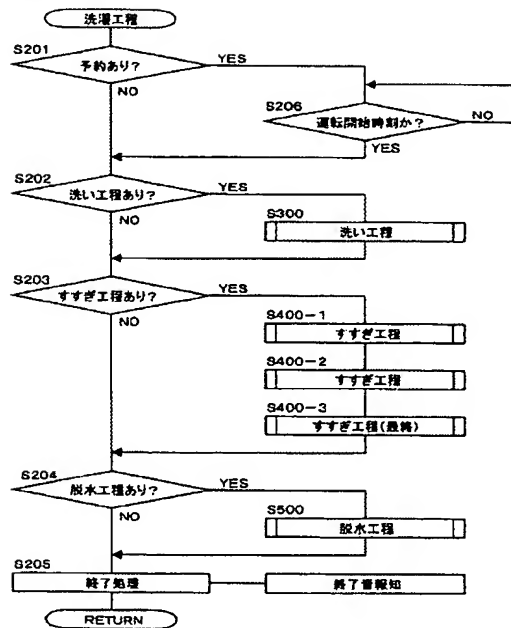 洗濯工程
S201
予約あり?
YES
NO
S206
運転開始時刻か?
NO
YES
S202
洗い工程あり?
YES
NO
S300
洗い工程
S203
すすぎ工程あり?
YES
NO
S400-1
すすぎ工程
S400-2
すすぎ工程
S400-3
すすぎ工程(最終)
S204
脱水工程あり?
YES
NO
S500
脱水工程
S205
終了処理
終了音報知
RETURN